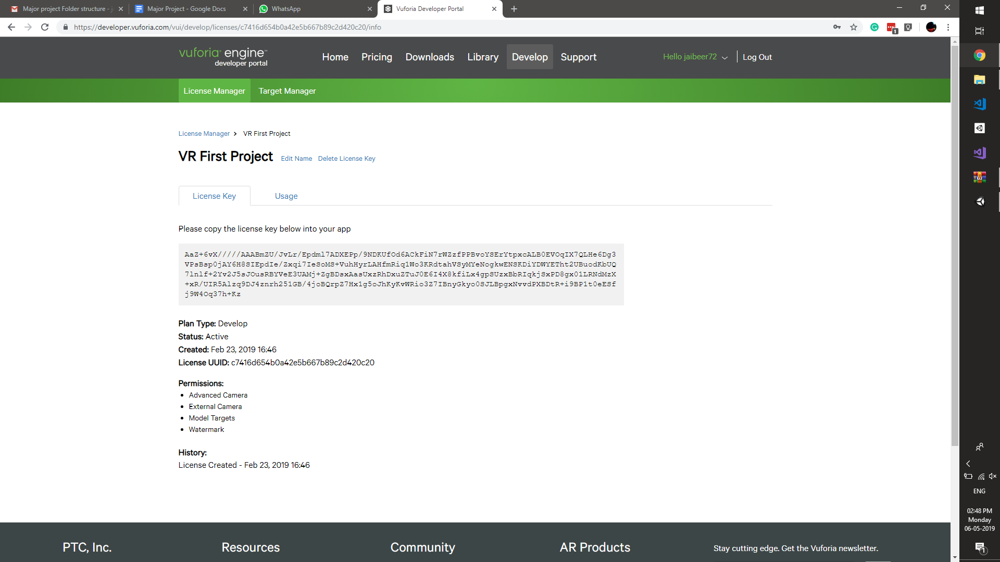 Major project Folder structure - j
Major Project - Google Docs
WhatsApp
Vuforia Developer Portal
https://developer.vuforia.com/vui/develop/licenses/c7416d654b0a42e5b667b89c2d420c20/info
1
vuforia® engine™
developer portal
Home
Pricing
Downloads
Library
Develop
Support
Hello jaibeer72
Log Out
License Manager
Target Manager
License Manager > VR First Project
VR First Project Edit Name Delete License Key
License Key
Usage
Please copy the license key below into your app
AaZ+6vX/////AAABmZU/JvLr/Epdml7ADXEPp/9NDKUfOd6ACkFiN7rWZzfPPBvoYSErYtpxcALB0EVOqIX7QLHe6Dg3
VPsBsp0jAY6H8SIEpdIe/Zxqi7IeSoMS+VuhHyrLAHfmRiq1Wo3KRdtahVSyMYeNogkwENSKDiYDWYETht2UBuodKbUQ
7lnlf+2Yv2J5sJOusRBYVeE3UAMj+ZgBDsxAasUxzRhDxuZTuJ0E6I4X8kfiLx4gpSUzxBbRIqkjSxPD8gx01LRNdMzX
+xR/UIR5Alzq9DJ4znrh251GB/4joBQrpZ7Hx1g5oJhKyKvWRio3Z7IBnyGkyo0SJLBpgxNvvdPXBDtR+i9BP1t0eESf
j9W4Oq37h+Kz
Plan Type: Develop
Status: Active
Created: Feb 23, 2019 16:46
License UUID: c7416d654b0a42e5b667b89c2d420c20
Permissions:
Advanced Camera
External Camera
Model Targets
Watermark
History:
License Created - Feb 23, 2019 16:46
PTC, Inc.
Resources
Community
AR Products
Stay cutting edge. Get the Vuforia newsletter.
ENG
02:48 PM
Monday
06-05-2019
1